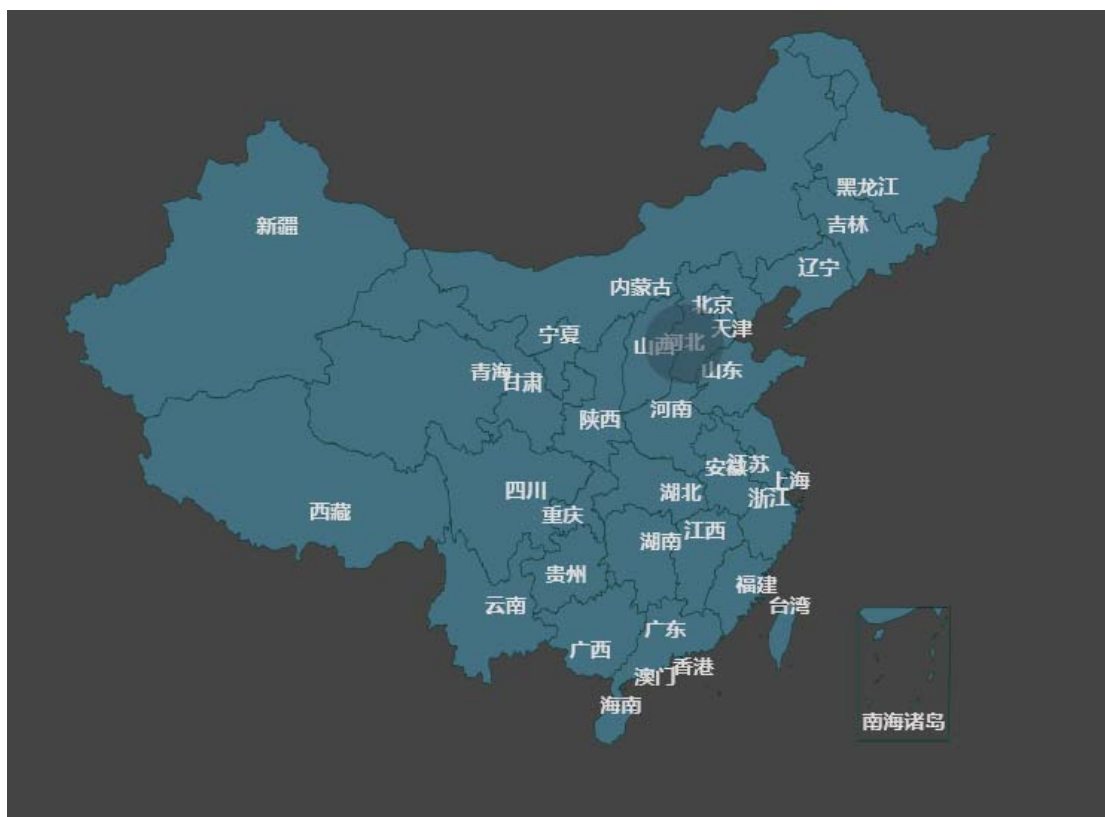 黑龙江
新疆
吉林
辽宁
内蒙古
北京
天津
宁夏
山西
河北
青海
甘肃
山东
河南
陕西
安徽
江苏
上海
四川
湖北
浙江
西藏
重庆
江西
湖南
贵州
福建
云南
台湾
广东
广西
香港
澳门
海南
南海诸岛